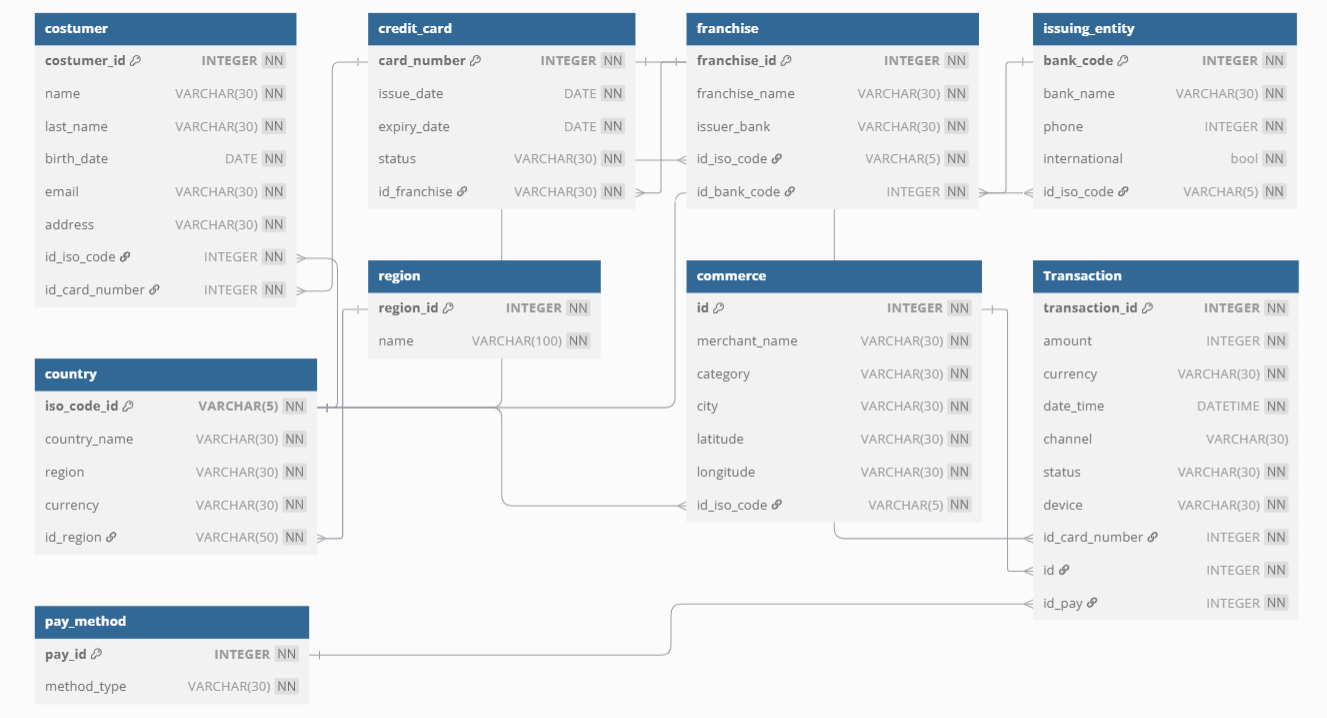 costumer
costumer_id INTEGER NN
name VARCHAR(30) NN
last_name VARCHAR(30) NN
birth_date DATE NN
email VARCHAR(30) NN
address VARCHAR(30) NN
id_iso_code INTEGER NN
id_card_number INTEGER NN
credit_card
card_number INTEGER NN
issue_date DATE NN
expiry_date DATE NN
status VARCHAR(30) NN
id_franchise VARCHAR(30) NN
franchise
franchise_id INTEGER NN
franchise_name VARCHAR(30) NN
issuer_bank VARCHAR(30) NN
id_iso_code VARCHAR(5) NN
id_bank_code INTEGER NN
issuing_entity
bank_code INTEGER NN
bank_name VARCHAR(30) NN
phone INTEGER NN
international bool NN
id_iso_code VARCHAR(5) NN
region
region_id INTEGER NN
name VARCHAR(100) NN
commerce
id INTEGER NN
merchant_name VARCHAR(30) NN
category VARCHAR(30) NN
city VARCHAR(30) NN
latitude VARCHAR(30) NN
longitude VARCHAR(30) NN
id_iso_code VARCHAR(5) NN
Transaction
transaction_id INTEGER NN
amount INTEGER NN
currency VARCHAR(30) NN
date_time DATETIME NN
channel VARCHAR(30)
status VARCHAR(30) NN
device VARCHAR(30) NN
id_card_number INTEGER NN
id INTEGER NN
id_pay INTEGER NN
country
iso_code_id VARCHAR(5) NN
country_name VARCHAR(30) NN
region VARCHAR(30) NN
currency VARCHAR(30) NN
id_region VARCHAR(50) NN
pay_method
pay_id INTEGER NN
method_type VARCHAR(30) NN